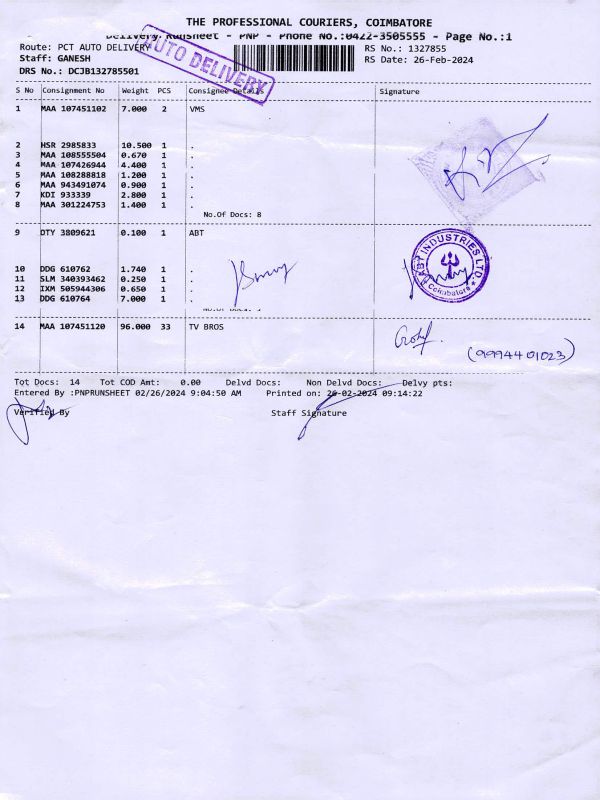 THE PROFESSIONAL COURIERS, COIMBATORE
Delivery Runsheet - PNP - Phone No.:0422-3505555 - Page No.:1
Route: PCT AUTO DELIVERY RS No.: 1327855
AUTO DELIVERY
Staff: GANESH RS Date: 26-Feb-2024
DRS No.: DCJB132785501
S No Consignment No Weight PCS Consignee Details Signature
1 MAA 107451102 7.000 2 VMS
2 HSR 2985833 10.500 1 .
3 MAA 108555504 0.670 1 .
4 MAA 107426944 4.400 1 .
5 MAA 108288818 1.200 1 .
6 MAA 943491074 0.900 1 .
7 KDI 933339 2.800 1 .
8 MAA 301224753 1.400 1 .
No.Of Docs: 8
9 DTY 3809621 0.100 1 ABT
ABT INDUSTRIES LTD.
Coimbatore
10 DDG 610762 1.740 1 .
11 SLM 340393462 0.250 1 .
12 IXM 505944306 0.650 1 .
13 DDG 610764 7.000 1 .
No.Of Docs:
14 MAA 107451120 96.000 33 TV BROS
(9994401023)
Tot Docs: 14 Tot COD Amt: 0.00 Delvd Docs: Non Delvd Docs: Delvy pts:
Entered By :PNPRUNSHEET 02/26/2024 9:04:50 AM Printed on: 26-02-2024 09:14:22
Verified By Staff Signature